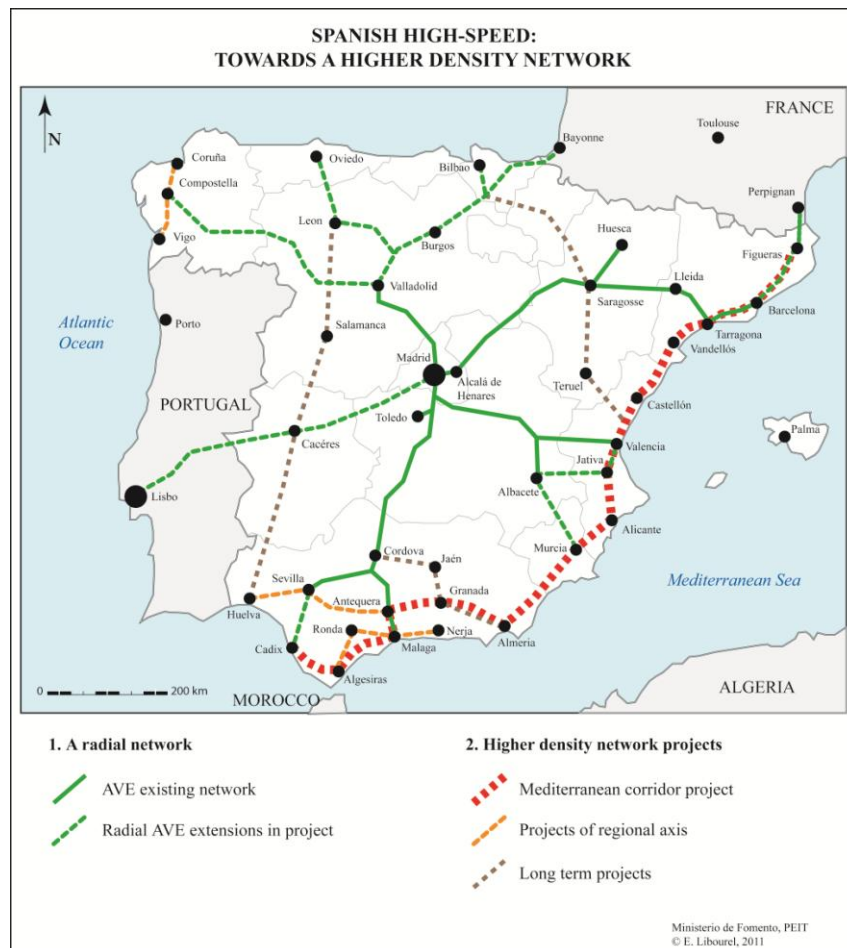 SPANISH HIGH-SPEED:
TOWARDS A HIGHER DENSITY NETWORK
FRANCE
N
Toulouse
Bayonne
Coruña
Oviedo
Bilbao
Compostella
Perpignan
Leon
Burgos
Huesca
Figueras
Vigo
Lleida
Valladolid
Saragosse
Barcelona
Atlantic
Ocean
Porto
Salamanca
Tarragona
Vandellós
Madrid
Alcalá de
Henares
Teruel
PORTUGAL
Castellón
Toledo
Palma
Cacéres
Valencia
Jativa
Lisbo
Albacete
Alicante
Murcia
Cordova
Jaén
Mediterranean Sea
Sevilla
Granada
Antequera
Huelva
Ronda
Nerja
Almeria
Cadix
Malaga
Algesiras
0
200 km
MOROCCO
ALGERIA
1. A radial network
AVE existing network
Radial AVE extensions in project
2. Higher density network projects
Mediterranean corridor project
Projects of regional axis
Long term projects
Ministerio de Fomento, PEIT
© E. Libourel, 2011